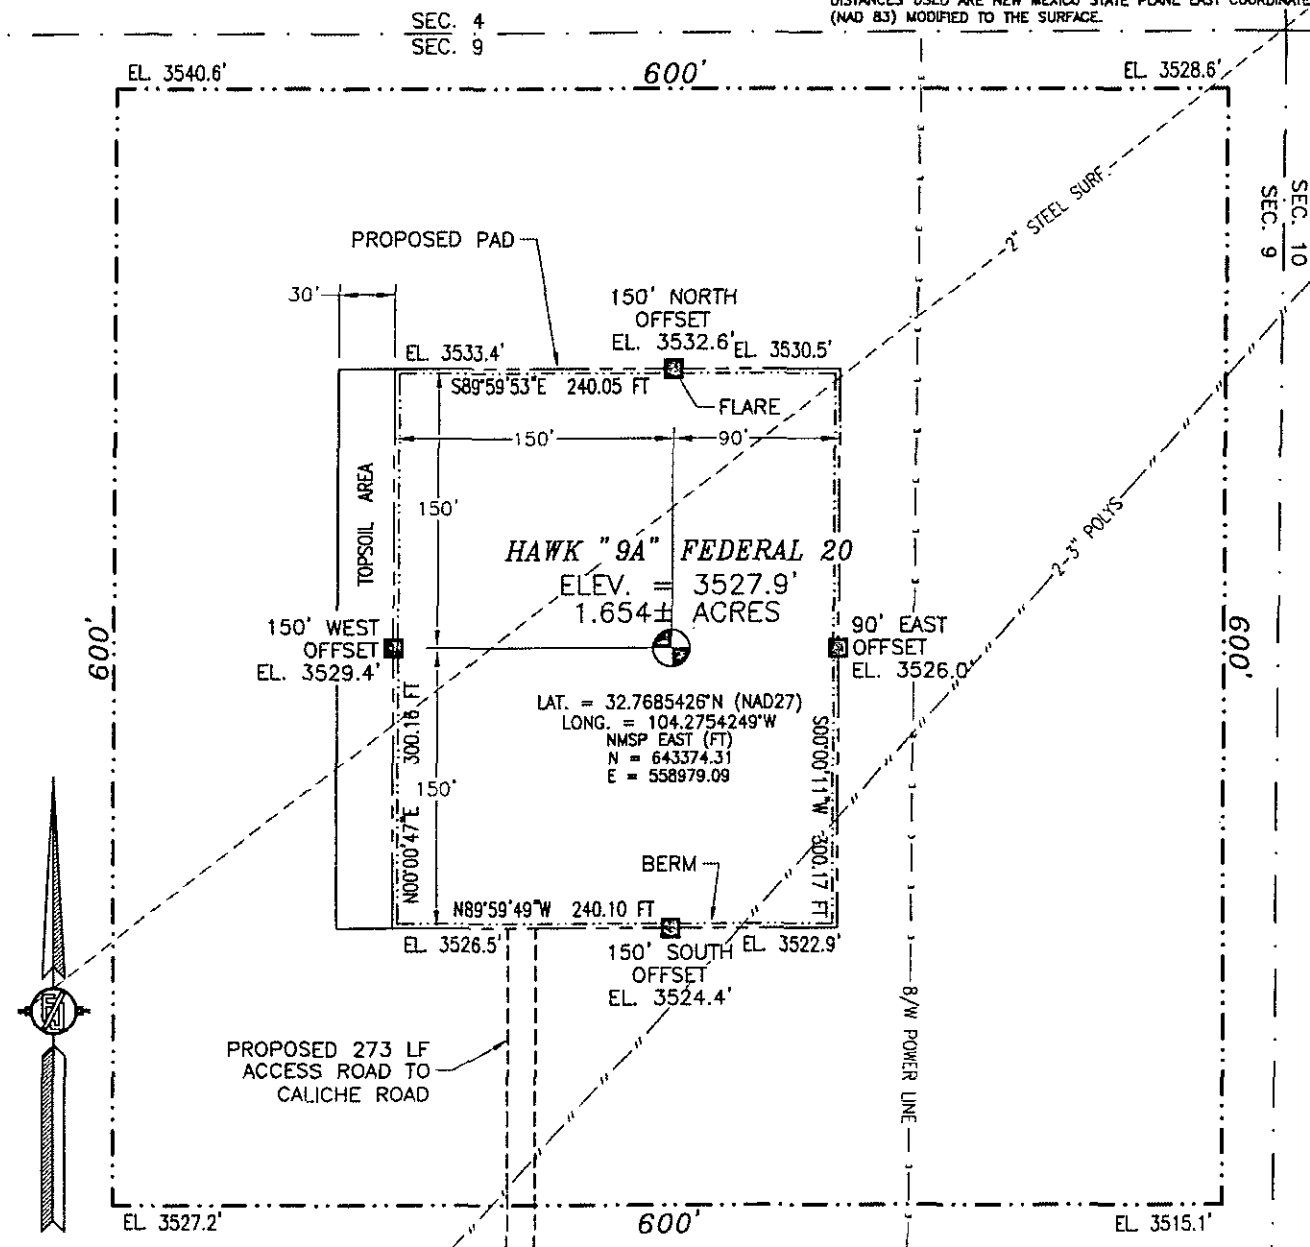 DISTANCES USED ARE NEW MEXICO STATE PLANE EAST COORDINATE
(NAD 83) MODIFIED TO THE SURFACE.
SEC. 4
SEC. 9
EL. 3540.6'
600'
EL. 3528.6'
SEC. 10
SEC. 9
2" STEEL SURF.
PROPOSED PAD
30'
150' NORTH
OFFSET
EL. 3532.6'
EL. 3533.4'
EL. 3530.5'
S89°59'53"E 240.05 FT
FLARE
150'
90'
TOPSOIL AREA
150'
2-3" POLYS
HAWK "9A" FEDERAL 20
ELEV. = 3527.9'
1.654± ACRES
150' WEST
OFFSET
EL. 3529.4'
90' EAST
OFFSET
EL. 3526.0'
600'
600'
LAT. = 32.7685426°N (NAD27)
LONG. = 104.2754249°W
NMSP EAST (FT)
N = 643374.31
E = 558979.09
N00°00'47"E 300.16 FT
150'
S00°00'11"W 300.17 FT
BERM
N89°59'49"W 240.10 FT
EL. 3526.5'
EL. 3522.9'
150' SOUTH
OFFSET
EL. 3524.4'
8/W POWER LINE
PROPOSED 273 LF
ACCESS ROAD TO
CALICHE ROAD
EL. 3527.2'
600'
EL. 3515.1'